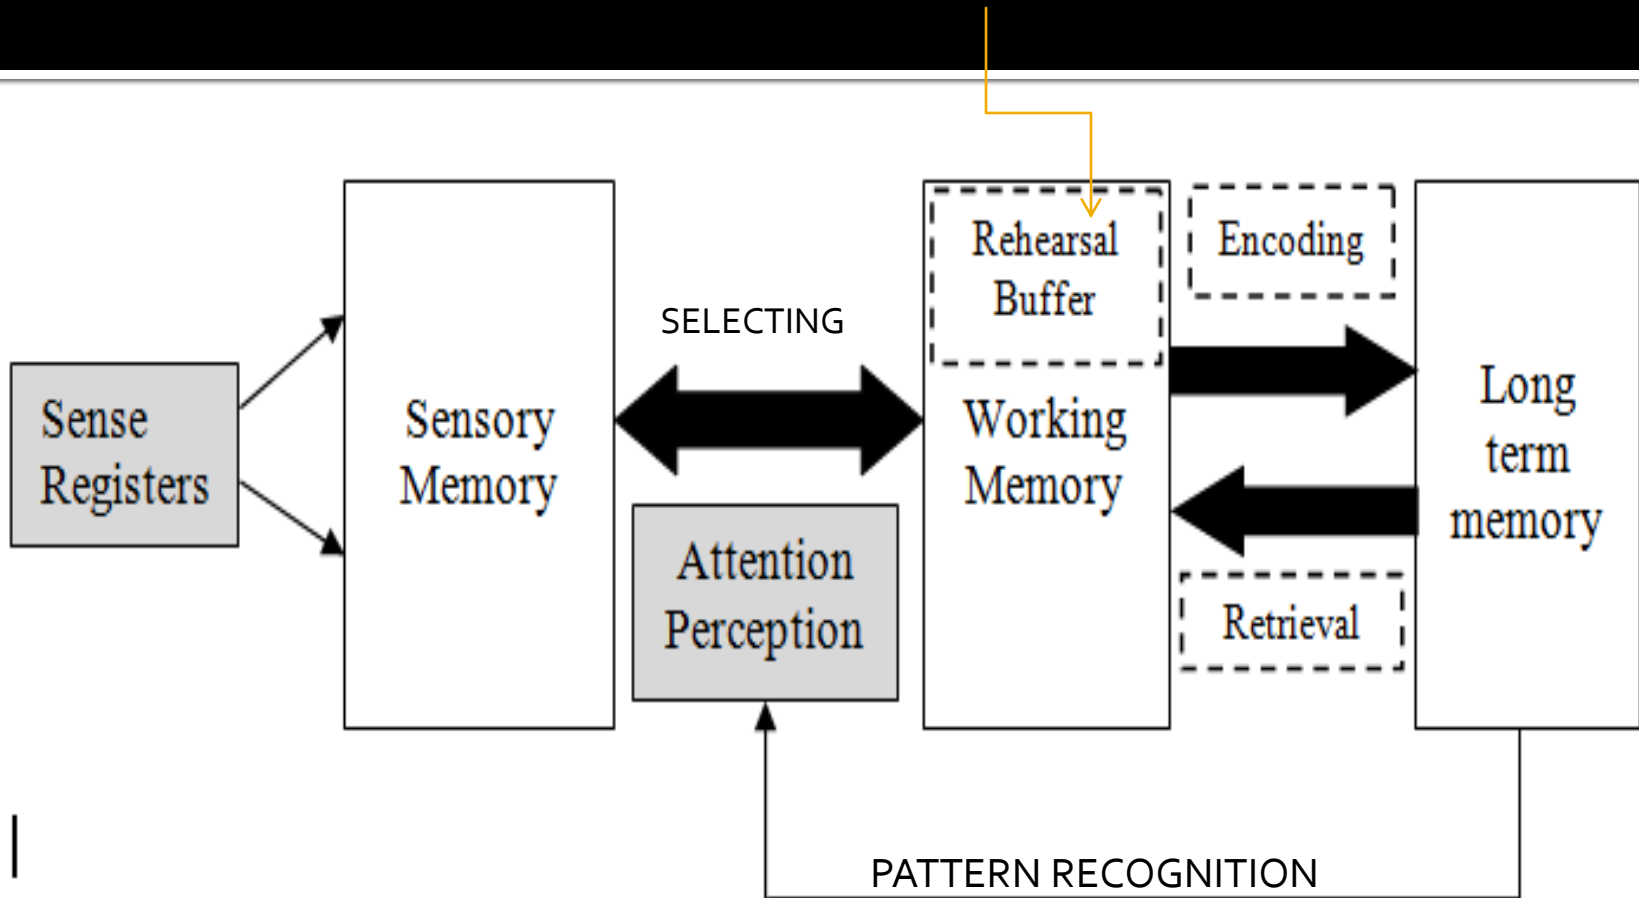 Sense
Registers
Sensory
Memory
SELECTING
Attention
Perception
Rehearsal
Buffer
Working
Memory
Encoding
Retrieval
Long
term
memory
PATTERN RECOGNITION